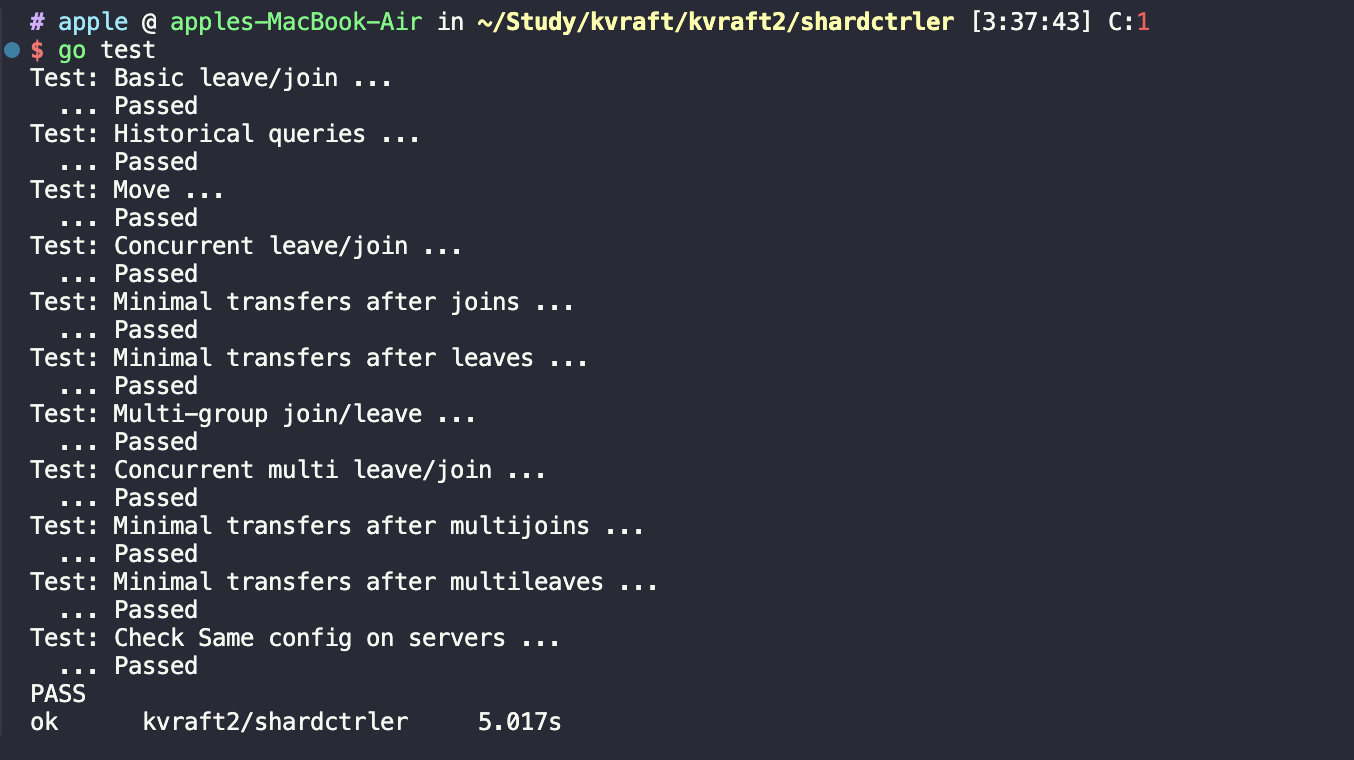 # apple @ apples-MacBook-Air in ~/Study/kvraft/kvraft2/shardctrler [3:37:43] C:1
$ go test
Test: Basic leave/join ...
  ... Passed
Test: Historical queries ...
  ... Passed
Test: Move ...
  ... Passed
Test: Concurrent leave/join ...
  ... Passed
Test: Minimal transfers after joins ...
  ... Passed
Test: Minimal transfers after leaves ...
  ... Passed
Test: Multi-group join/leave ...
  ... Passed
Test: Concurrent multi leave/join ...
  ... Passed
Test: Minimal transfers after multijoins ...
  ... Passed
Test: Minimal transfers after multileaves ...
  ... Passed
Test: Check Same config on servers ...
  ... Passed
PASS
ok      kvraft2/shardctrler     5.017s